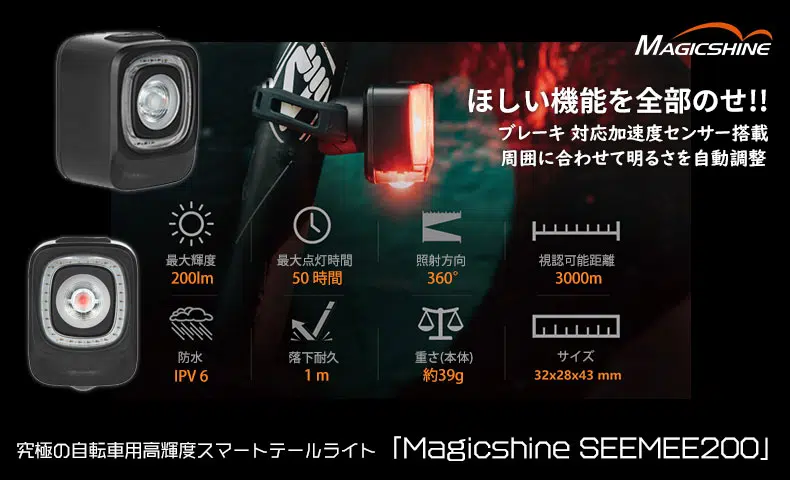 MAGICSHINE
ほしい機能を全部のせ!!
ブレーキ 対応加速度センサー搭載
周囲に合わせて明るさを自動調整
最大輝度
200lm
最大点灯時間
50 時間
照射方向
360°
視認可能距離
3000m
防水
IPV 6
落下耐久
1 m
重さ(本体)
約39g
サイズ
32x28x43 mm
究極の自転車用高輝度スマートテールライト 「Magicshine SEEMEE200」